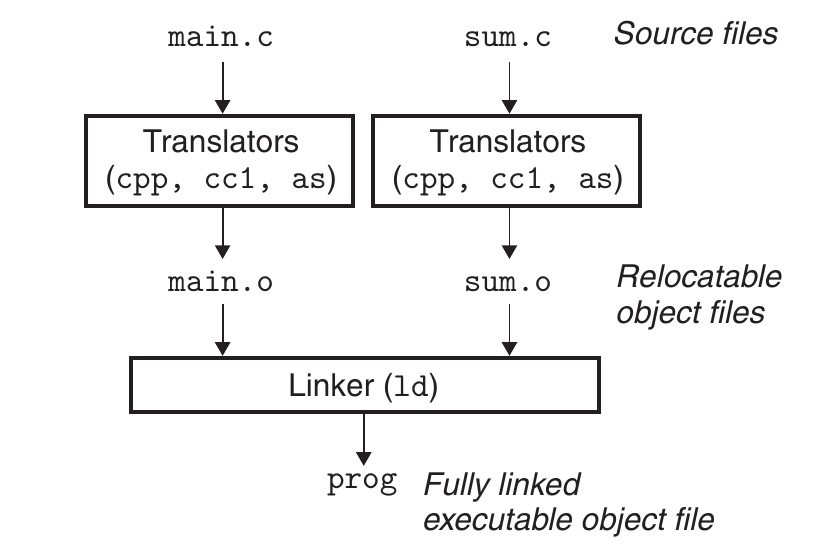 main.c sum.c Source files
Translators Translators
(cpp, cc1, as) (cpp, cc1, as)
main.o sum.o Relocatable
object files
Linker (ld)
prog Fully linked
executable object file